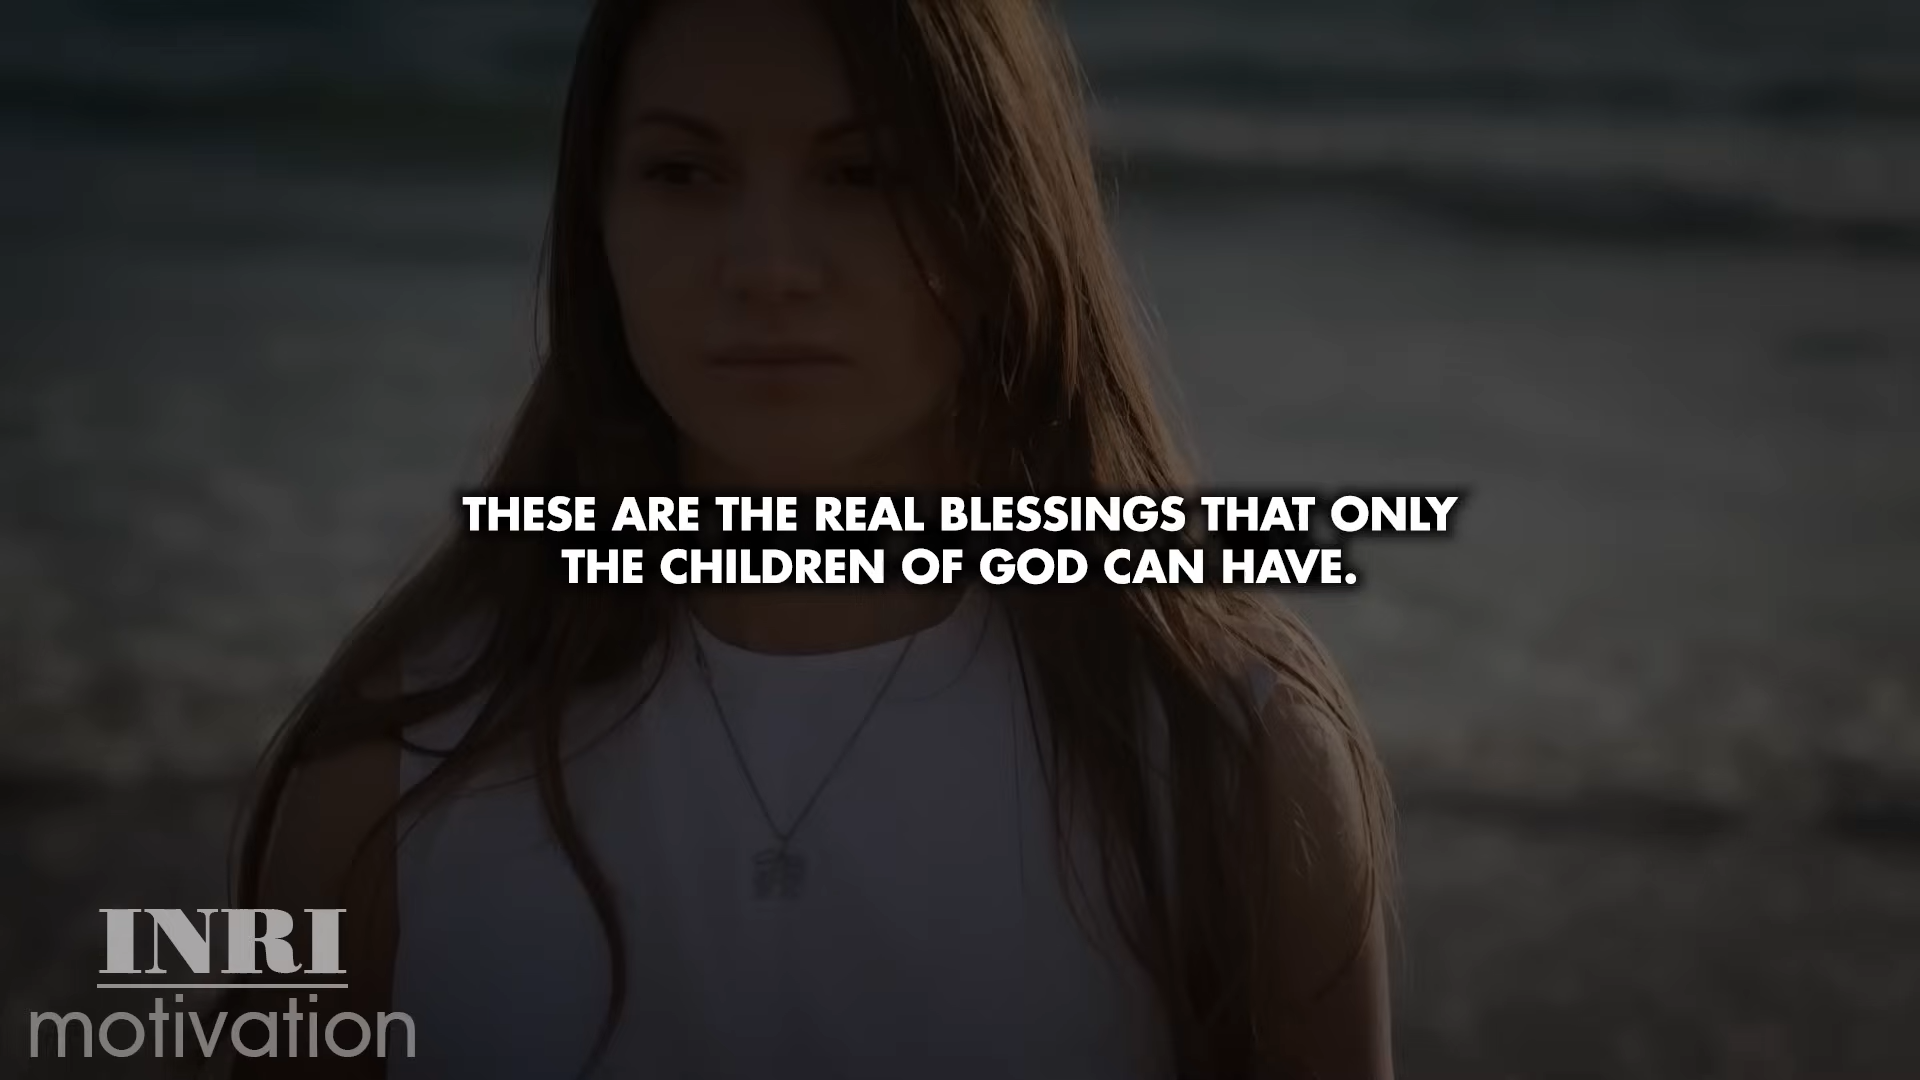 THESE ARE THE REAL BLESSINGS THAT ONLY
THE CHILDREN OF GOD CAN HAVE.
INRI
motivation